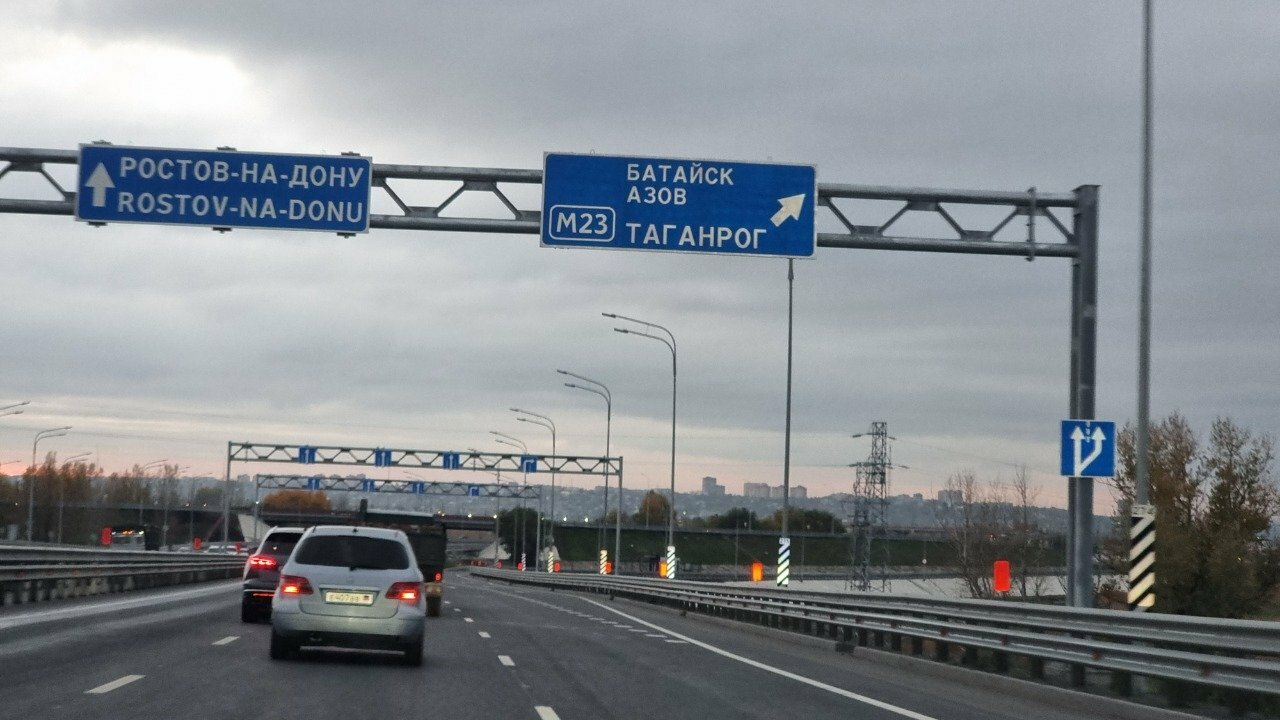 РОСТОВ-НА-ДОНУ
ROSTOV-NA-DONU
БАТАЙСК
АЗОВ
М23 ТАГАНРОГ